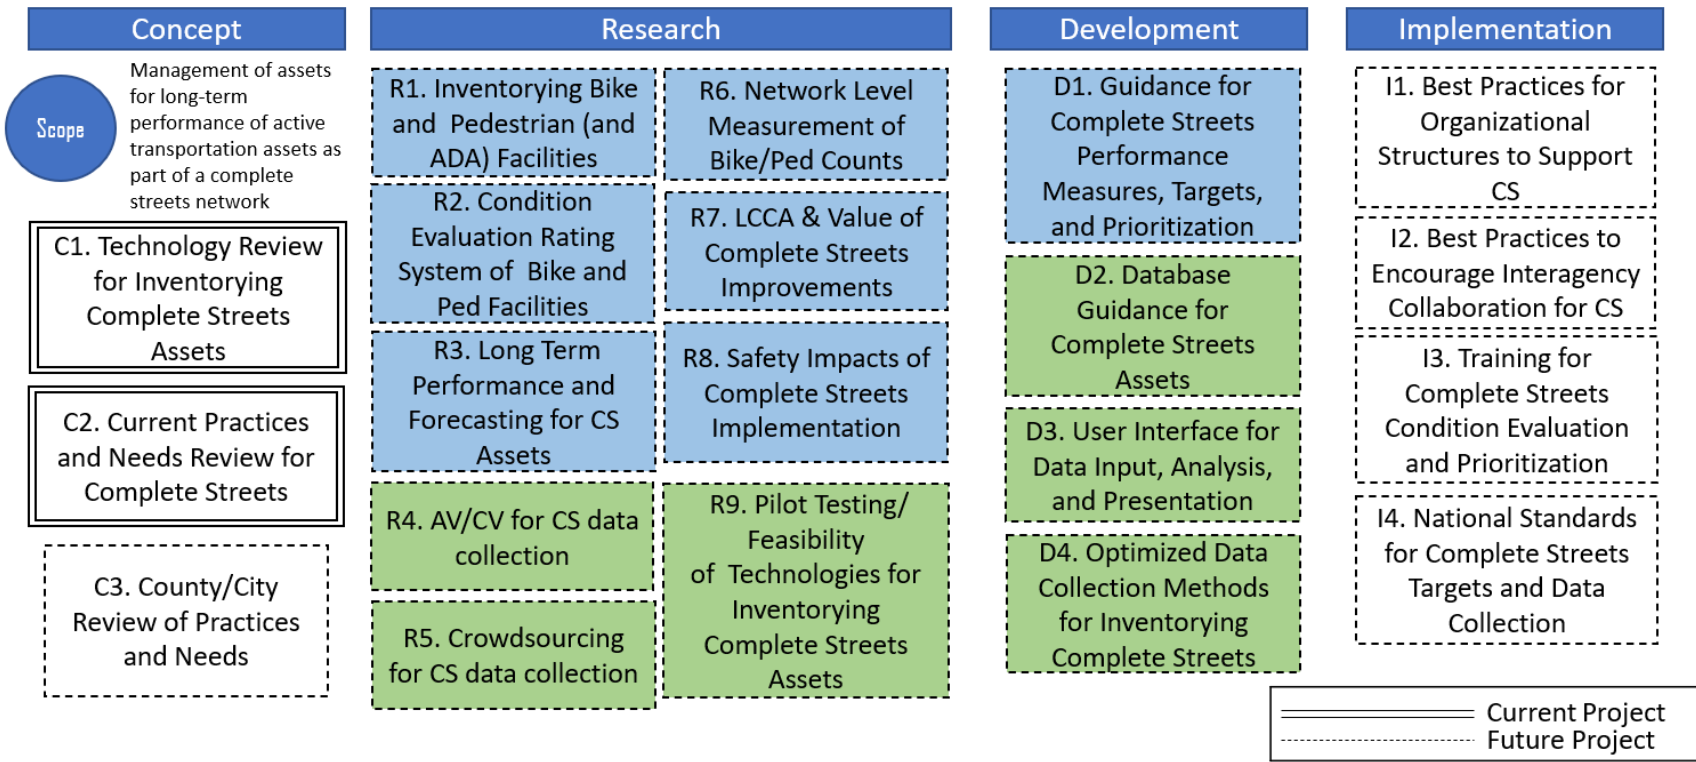 Concept
Scope
Management of assets
for long-term
performance of active
transportation assets as
part of a complete
streets network
C1. Technology Review
for Inventorying
Complete Streets
Assets
C2. Current Practices
and Needs Review for
Complete Streets
C3. County/City
Review of Practices
and Needs
Research
R1. Inventorying Bike
and Pedestrian (and
ADA) Facilities
R2. Condition
Evaluation Rating
System of Bike and
Ped Facilities
R3. Long Term
Performance and
Forecasting for CS
Assets
R4. AV/CV for CS data
collection
R5. Crowdsourcing
for CS data collection
R6. Network Level
Measurement of
Bike/Ped Counts
R7. LCCA & Value of
Complete Streets
Improvements
R8. Safety Impacts of
Complete Streets
Implementation
R9. Pilot Testing/
Feasibility
of Technologies for
Inventorying
Complete Streets
Assets
Development
D1. Guidance for
Complete Streets
Performance
Measures, Targets,
and Prioritization
D2. Database
Guidance for
Complete Streets
Assets
D3. User Interface for
Data Input, Analysis,
and Presentation
D4. Optimized Data
Collection Methods
for Inventorying
Complete Streets
Implementation
I1. Best Practices for
Organizational
Structures to Support
CS
I2. Best Practices to
Encourage Interagency
Collaboration for CS
I3. Training for
Complete Streets
Condition Evaluation
and Prioritization
I4. National Standards
for Complete Streets
Targets and Data
Collection
Current Project
Future Project